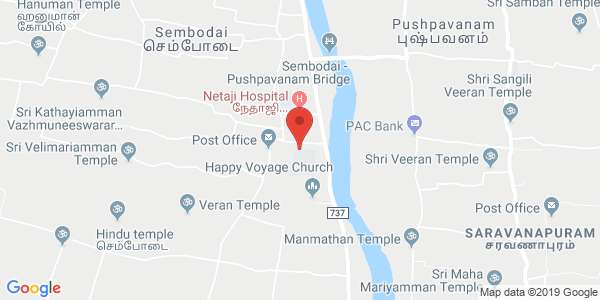 Hanuman Temple
ஹனுமன்
கோயில்
Sembodai
செம்போடை
Pushpavanam
புஷ்பவனம்
Sri Samban Temple
Sembodai -
Pushpavanam Bridge
Shri Sangili
Veeran Temple
Netaji Hospital
நேதாஜி...
H
Sri Kathayiamman
Vazhmuneeswarar...
Post Office
PAC Bank
Sri Velimariamman
Temple
Happy Voyage Church
Shri Veeran Temple
Veran Temple
737
Post Office
Hindu temple
செம்போடை
Manmathan Temple
SARAVANAPURAM
சரவணாபுரம்
Sri Maha
Mariyamman Temple
Google
Map data ©2019 Google